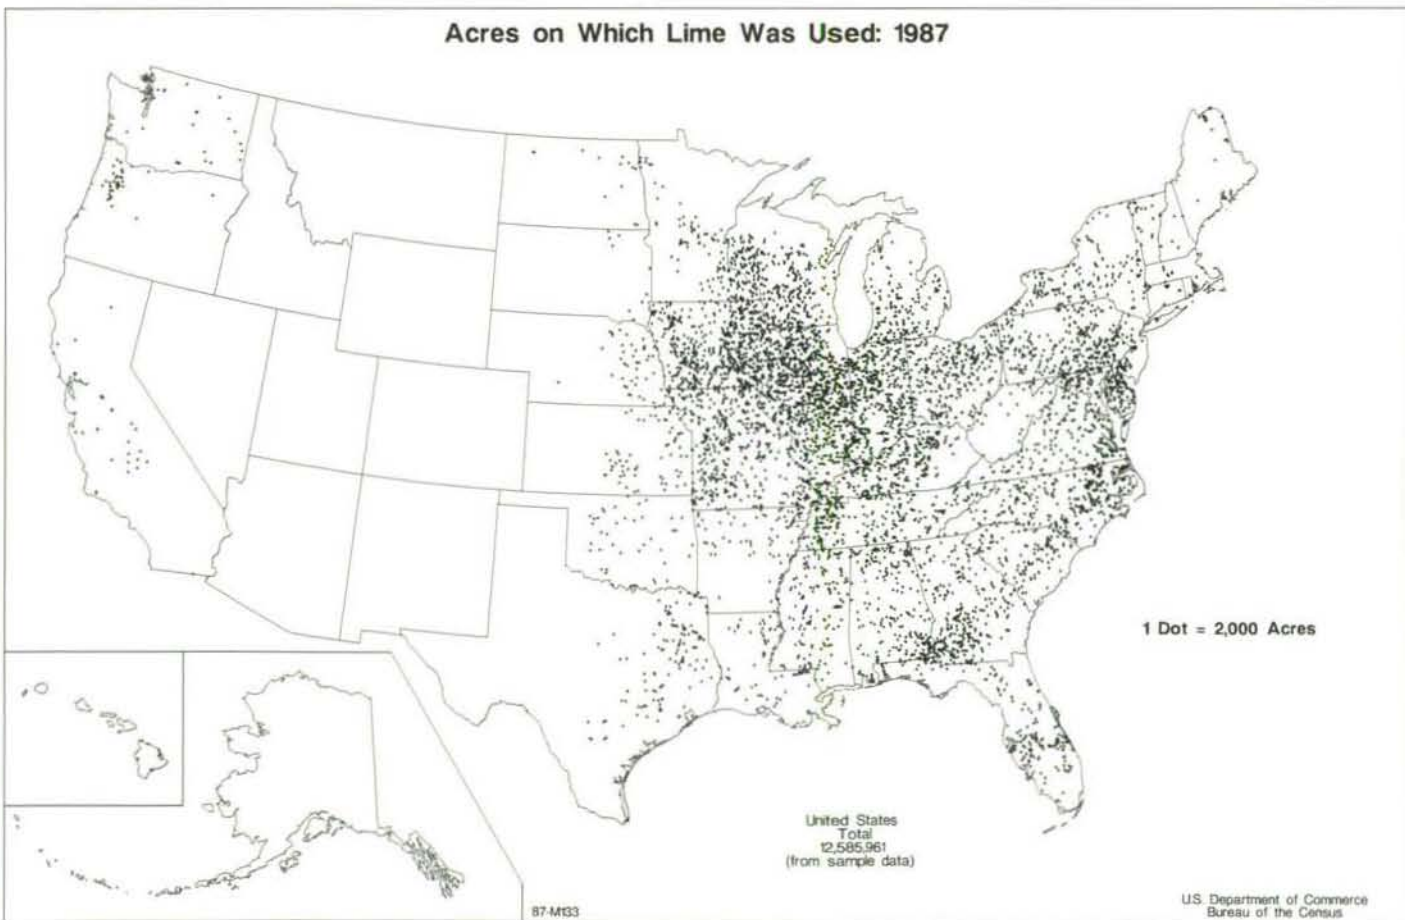 Acres on Which Lime Was Used: 1987
1 Dot = 2,000 Acres
United States
Total
12,585,961
(from sample data)
87-M133
U.S. Department of Commerce
Bureau of the Census